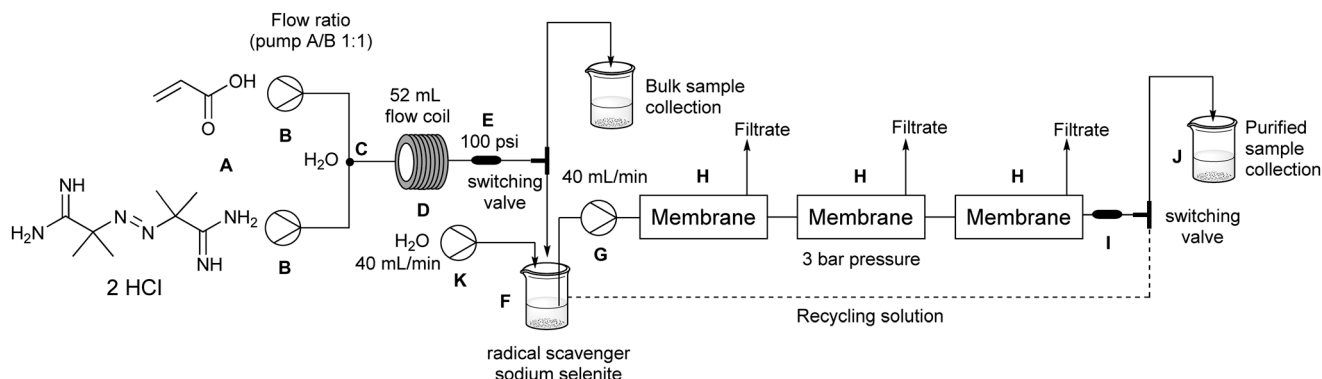 Flow ratio
(pump A/B 1:1)
OH
O
B
A
H₂O
C
NH
H₂N
N
N
NH₂
NH
2 HCl
B
52 mL
flow coil
D
E
100 psi
switching
valve
Bulk sample
collection
H₂O
40 mL/min
K
F
radical scavenger
sodium selenite
40 mL/min
G
Filtrate
H
Membrane
Filtrate
H
Membrane
3 bar pressure
Filtrate
H
Membrane
I
switching
valve
J
Purified
sample
collection
Recycling solution